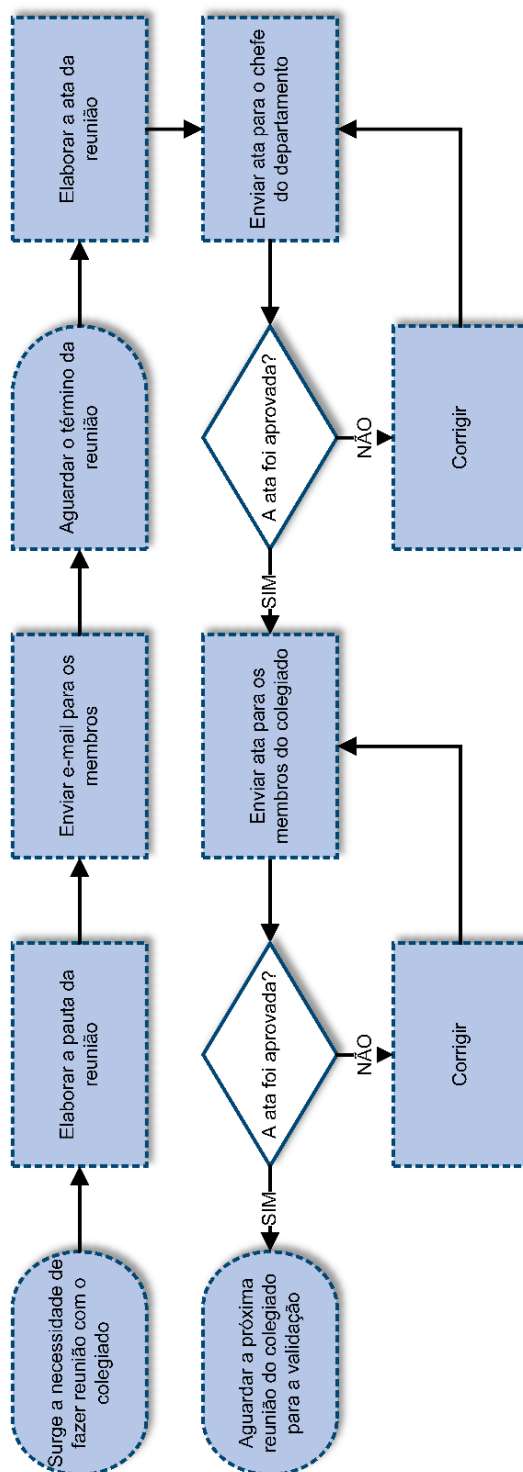 Surge a necessidade de
fazer reunião com o
colegiado
Elaborar a pauta da
reunião
Enviar e-mail para os
membros
Aguardar o término da
reunião
Elaborar a ata da
reunião
Enviar ata para o chefe
do departamento
A ata foi aprovada?
NÃO
Corrigir
SIM
Enviar ata para os
membros do colegiado
A ata foi aprovada?
NÃO
Corrigir
SIM
Aguardar a próxima
reunião do colegiado
para a validação